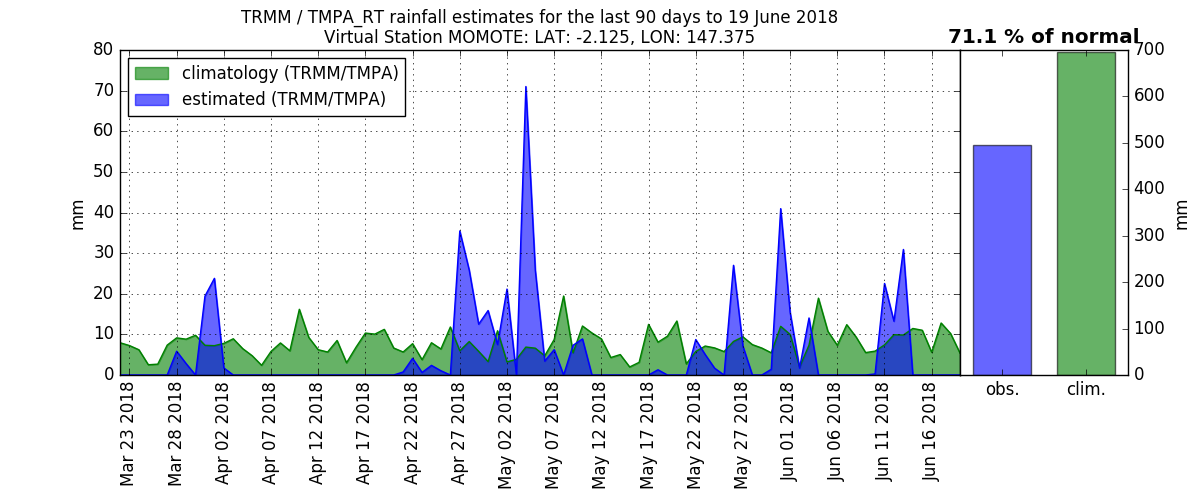 TRMM / TMPA_RT rainfall estimates for the last 90 days to 19 June 2018
Virtual Station MOMOTE: LAT: -2.125, LON: 147.375
71.1 % of normal
climatology (TRMM/TMPA)
estimated (TRMM/TMPA)
mm
80
70
60
50
40
30
20
10
0
Mar 23 2018
Mar 28 2018
Apr 02 2018
Apr 07 2018
Apr 12 2018
Apr 17 2018
Apr 22 2018
Apr 27 2018
May 02 2018
May 07 2018
May 12 2018
May 17 2018
May 22 2018
May 27 2018
Jun 01 2018
Jun 06 2018
Jun 11 2018
Jun 16 2018
700
600
500
400
300
200
100
0
mm
obs.
clim.